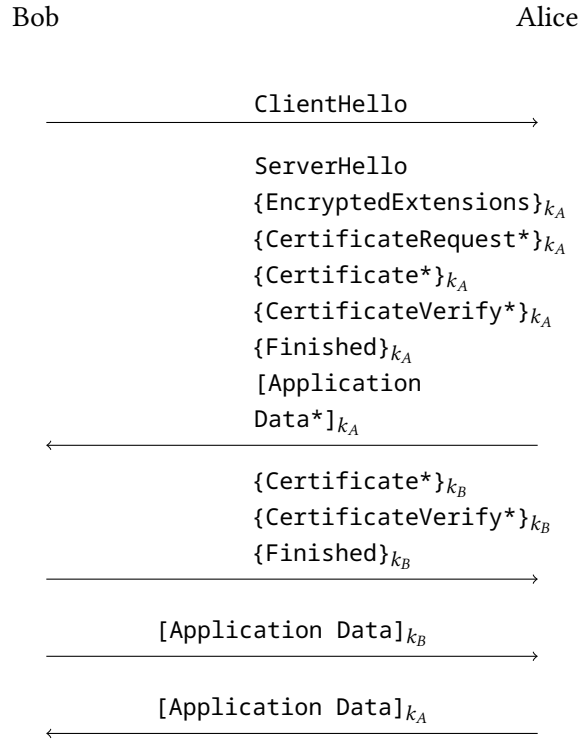 Bob Alice
ClientHello
ServerHello
{EncryptedExtensions}k_A
{CertificateRequest*}k_A
{Certificate*}k_A
{CertificateVerify*}k_A
{Finished}k_A
[Application
Data*]k_A
{Certificate*}k_B
{CertificateVerify*}k_B
{Finished}k_B
[Application Data]k_B
[Application Data]k_A